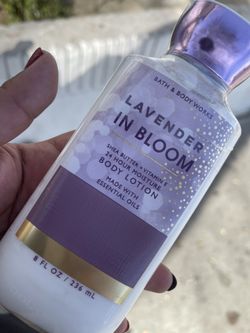 BATH & BODY WORKS
LAVENDER
IN BLOOM
SHEA BUTTER + VITAMIN E
24 HOUR MOISTURE
BODY LOTION
MADE WITH
ESSENTIAL OILS
8 FL OZ / 236 mL